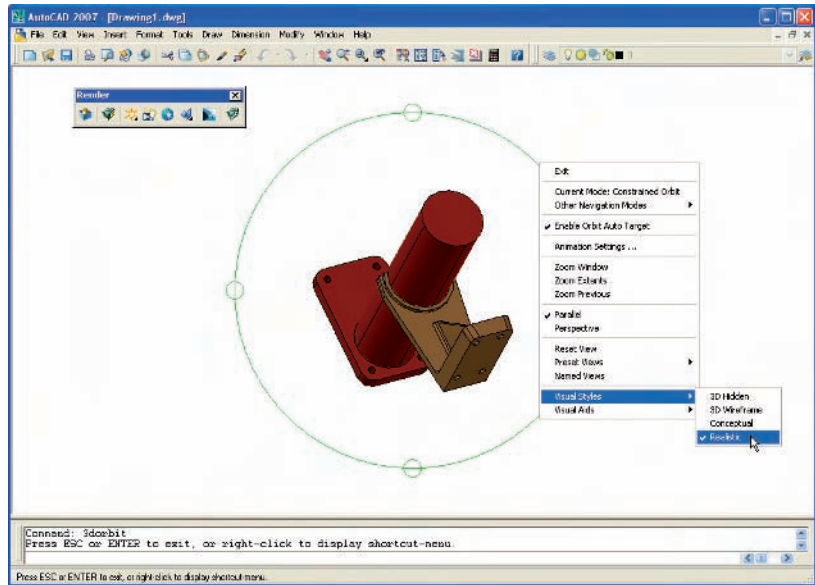 AutoCAD 2007 - [Drawing1.dwg]
File Edit View Insert Format Tools Draw Dimension Modify Window Help
Render
Exit
Current Mode: Constrained Orbit
Other Navigation Modes
Enable Orbit Auto Target
Animation Settings ...
Zoom Window
Zoom Extents
Zoom Previous
Parallel
Perspective
Reset View
Preset Views
Named Views
Visual Styles
Visual Aids
3D Hidden
3D Wireframe
Conceptual
Realistic
Command: 3dorbit
Press ESC or ENTER to exit, or right-click to display shortcut-menu.
Press ESC or ENTER to exit, or right-click to display shortcut-menu.